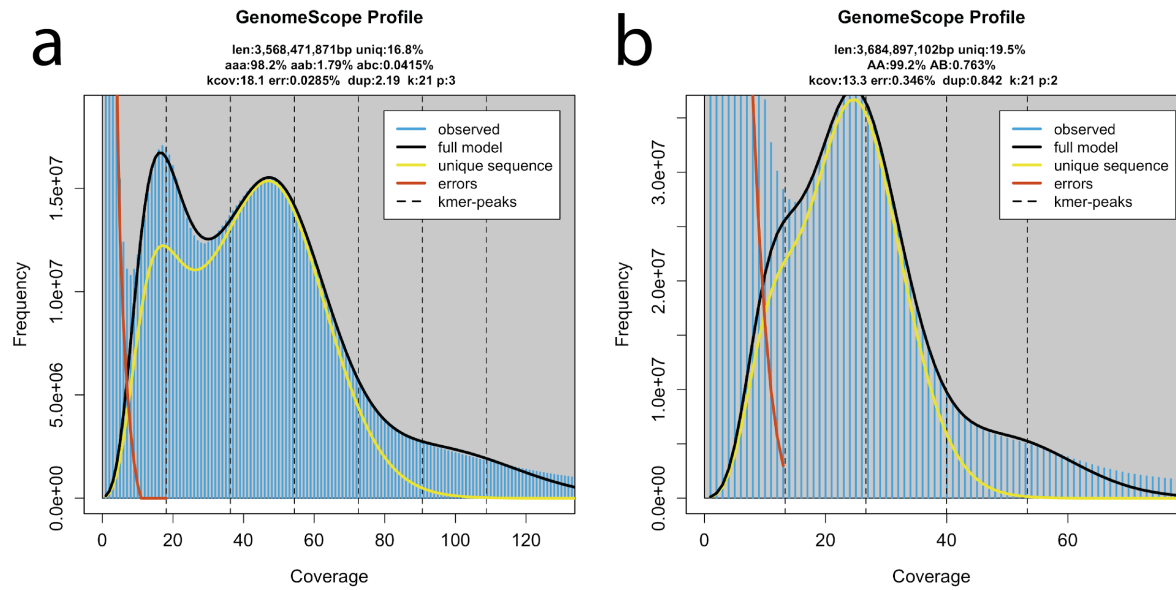 a
GenomeScope Profile
len:3,568,471,871bp uniq:16.8%
aaa:98.2% aab:1.79% abc:0.0415%
kcov:18.1 err:0.0285% dup:2.19 k:21 p:3
observed
full model
unique sequence
errors
kmer-peaks
Frequency
1.5e+07
1.0e+07
5.0e+06
0.0e+00
0 20 40 60 80 100 120
Coverage
b
GenomeScope Profile
len:3,684,897,102bp uniq:19.5%
AA:99.2% AB:0.763%
kcov:13.3 err:0.346% dup:0.842 k:21 p:2
observed
full model
unique sequence
errors
kmer-peaks
Frequency
3.0e+07
2.0e+07
1.0e+07
0.0e+00
0 20 40 60
Coverage